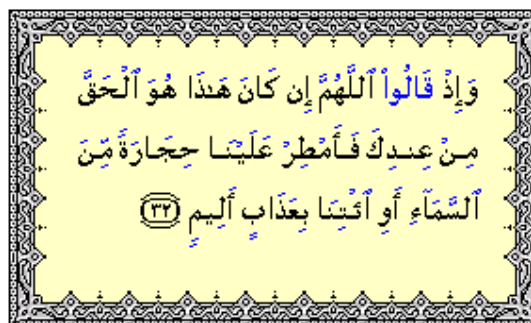 وَإِذْ قَالُوا۟ ٱللَّهُمَّ إِن كَانَ هَـٰذَا هُوَ ٱلْحَقَّ
مِنْ عِندِكَ فَأَمْطِرْ عَلَيْنَا حِجَارَةً مِّنَ
ٱلسَّمَآءِ أَوِ ٱئْتِنَا بِعَذَابٍ أَلِيمٍ ﴿٣٢﴾